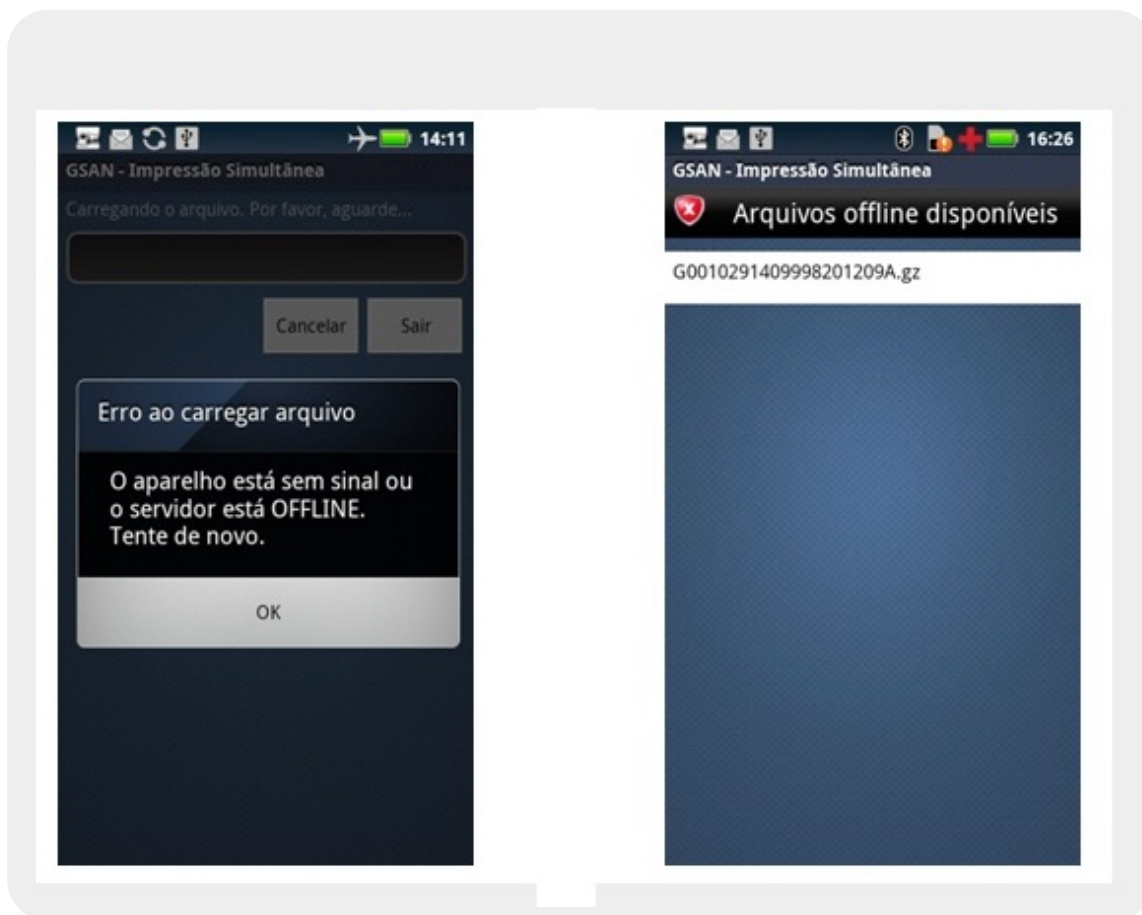 14:11
GSAN - Impressão Simultânea
Carregando o arquivo. Por favor, aguarde...
Cancelar Sair
Erro ao carregar arquivo
O aparelho está sem sinal ou
o servidor está OFFLINE.
Tente de novo.
OK
16:26
GSAN - Impressão Simultânea
Arquivos offline disponíveis
G0010291409998201209A.gz